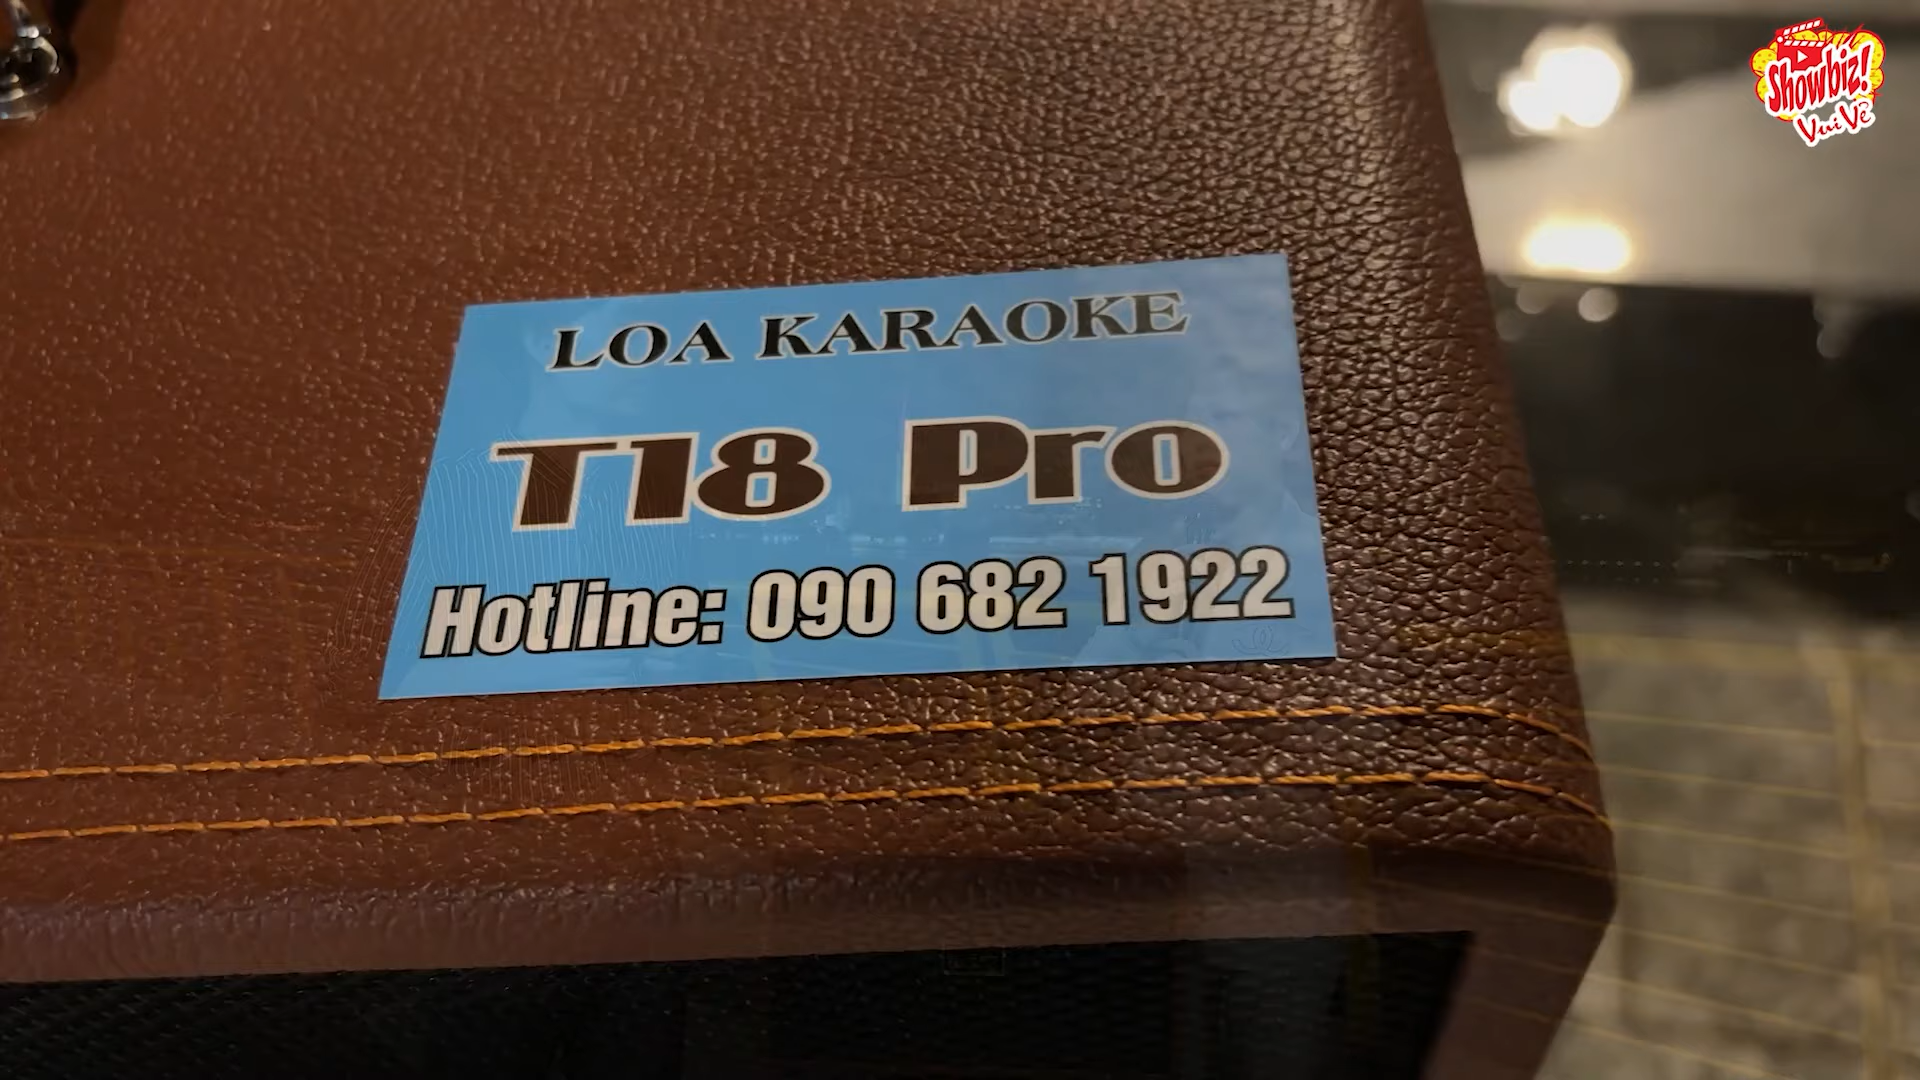 Showbiz!
Vui Vẻ
LOA KARAOKE
T18 Pro
Hotline: 090 682 1922